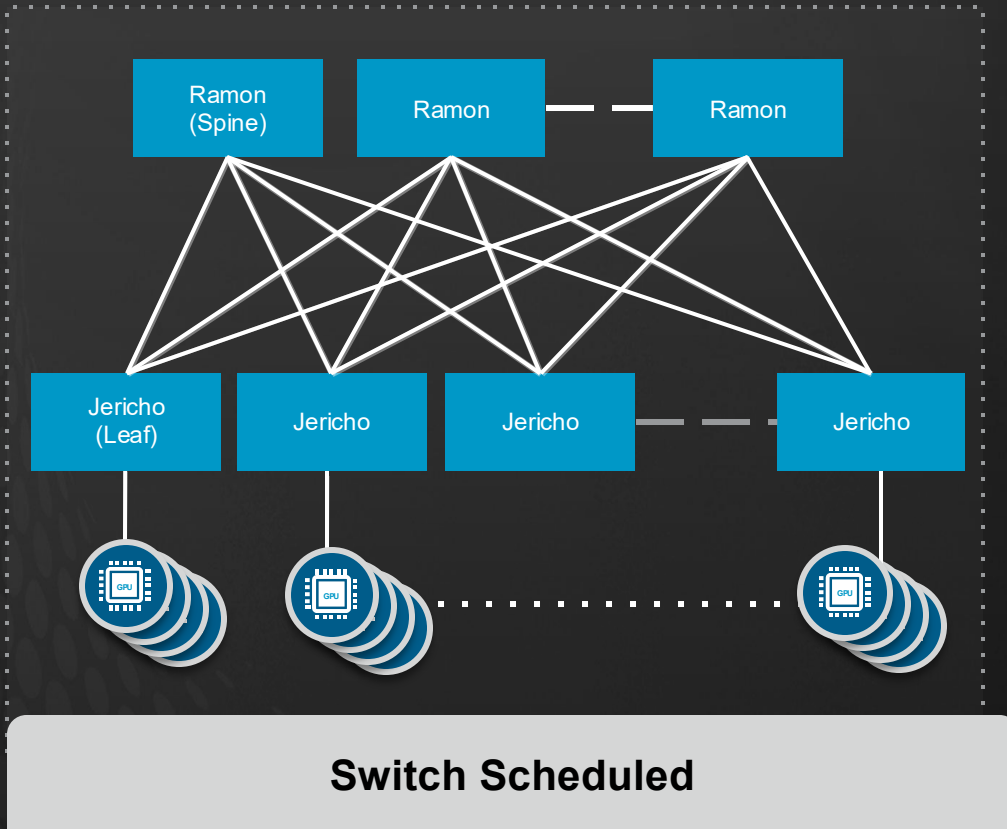 Ramon
(Spine)
Ramon
Ramon
Jericho
(Leaf)
Jericho
Jericho
Jericho
GPU
GPU
GPU
Switch Scheduled